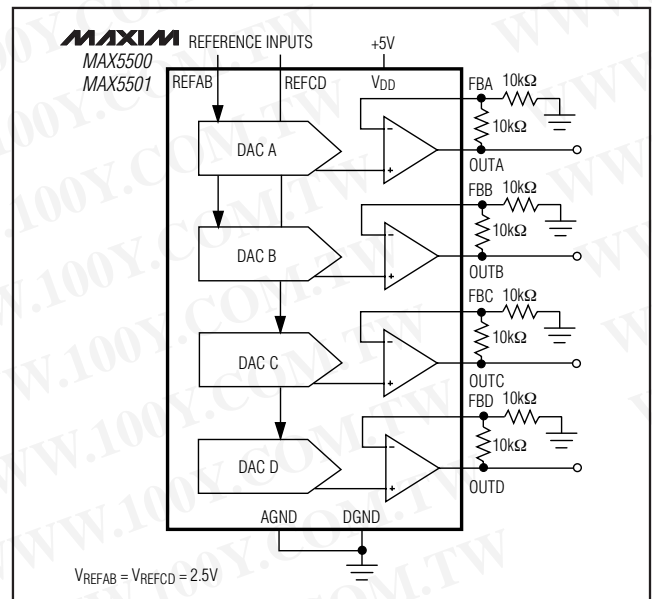 MAXIM
REFERENCE INPUTS
+5V
MAX5500
MAX5501
REFAB
REFCD
VDD
FBA
10kΩ
10kΩ
DAC A
-
+
OUTA
FBB
10kΩ
10kΩ
DAC B
-
+
OUTB
FBC
10kΩ
10kΩ
DAC C
-
+
OUTC
FBD
10kΩ
10kΩ
DAC D
-
+
OUTD
AGND
DGND
VREFAB = VREFCD = 2.5V
WWW.100Y.COM.TW